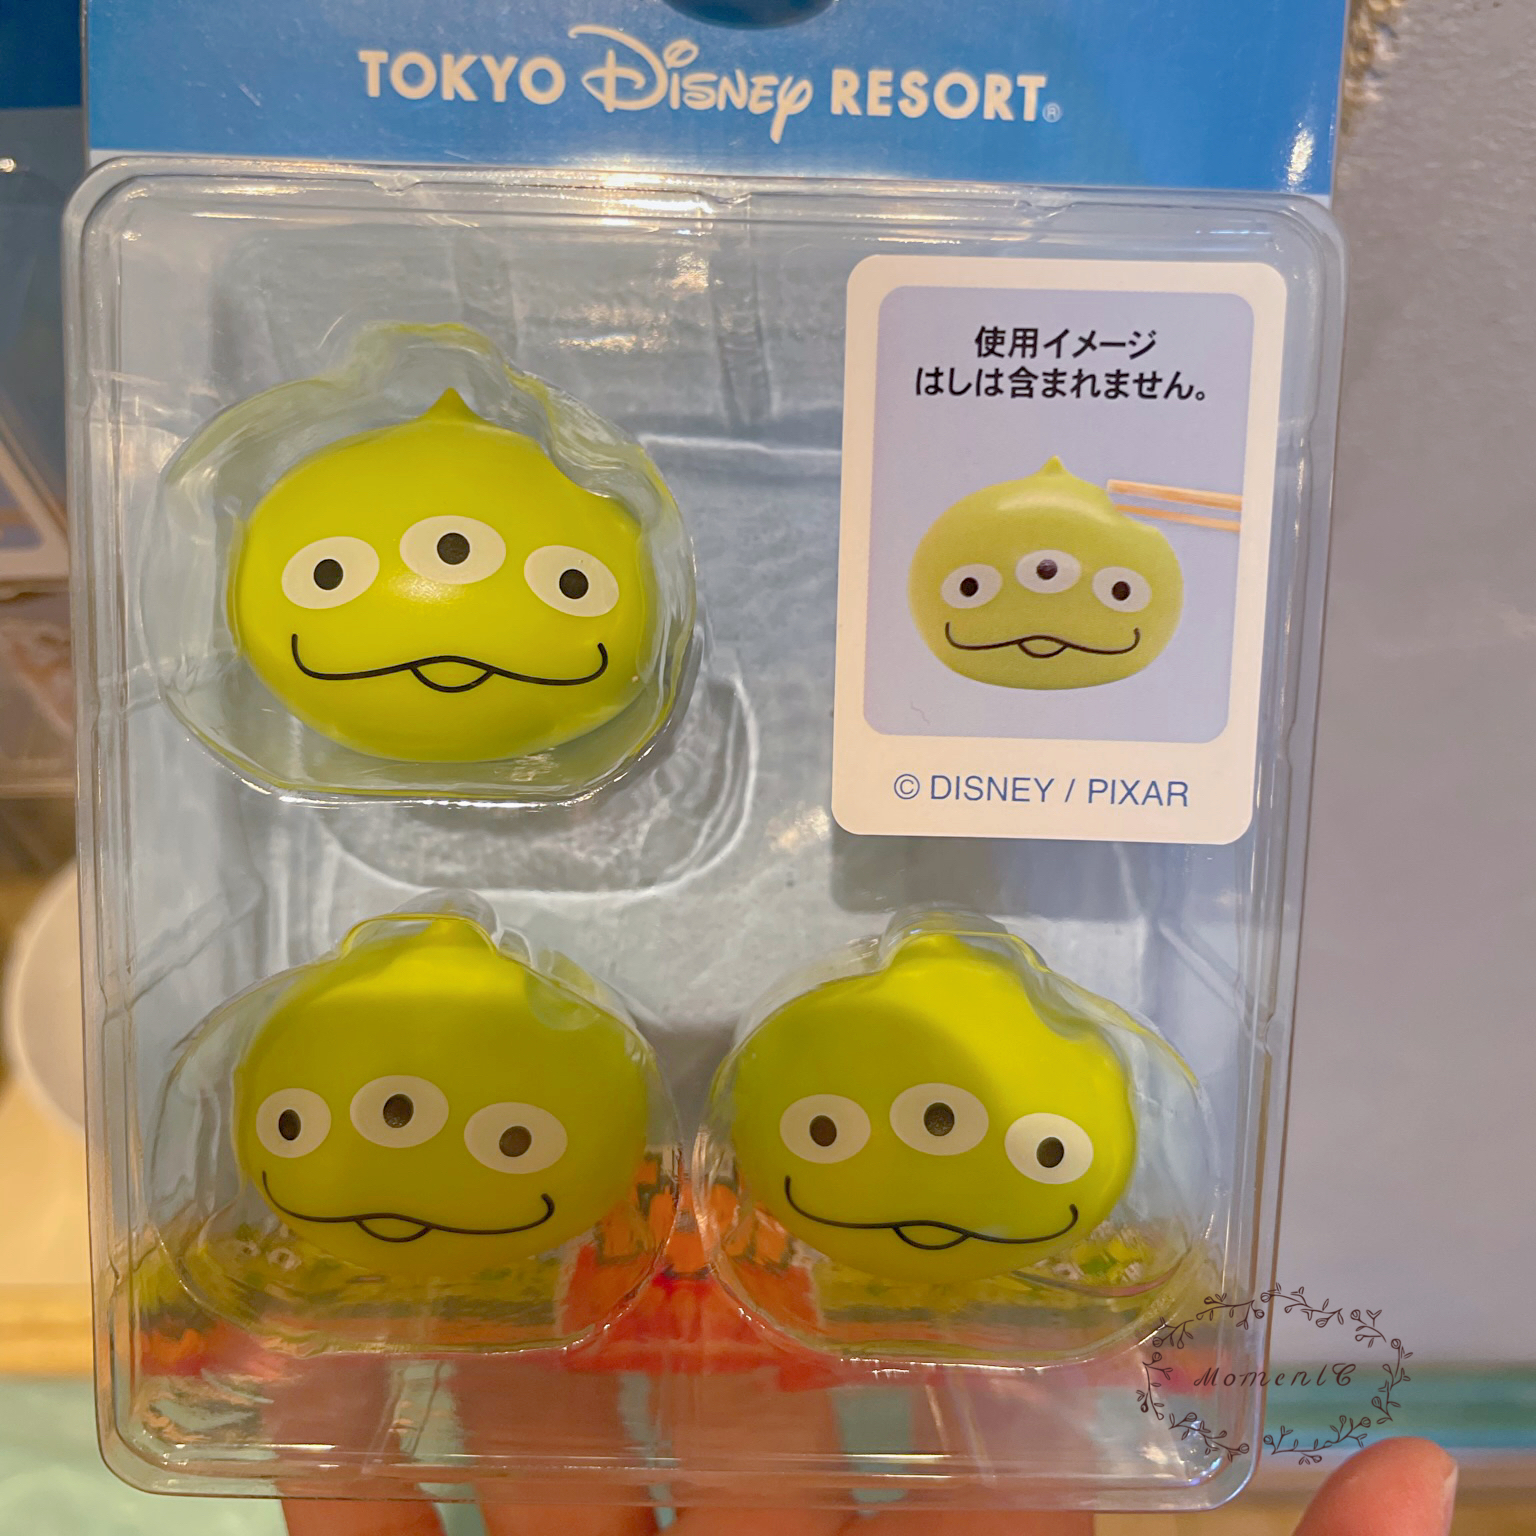 TOKYO Disney RESORT®
使用イメージ
はしは含まれません。
© DISNEY / PIXAR
MomentC